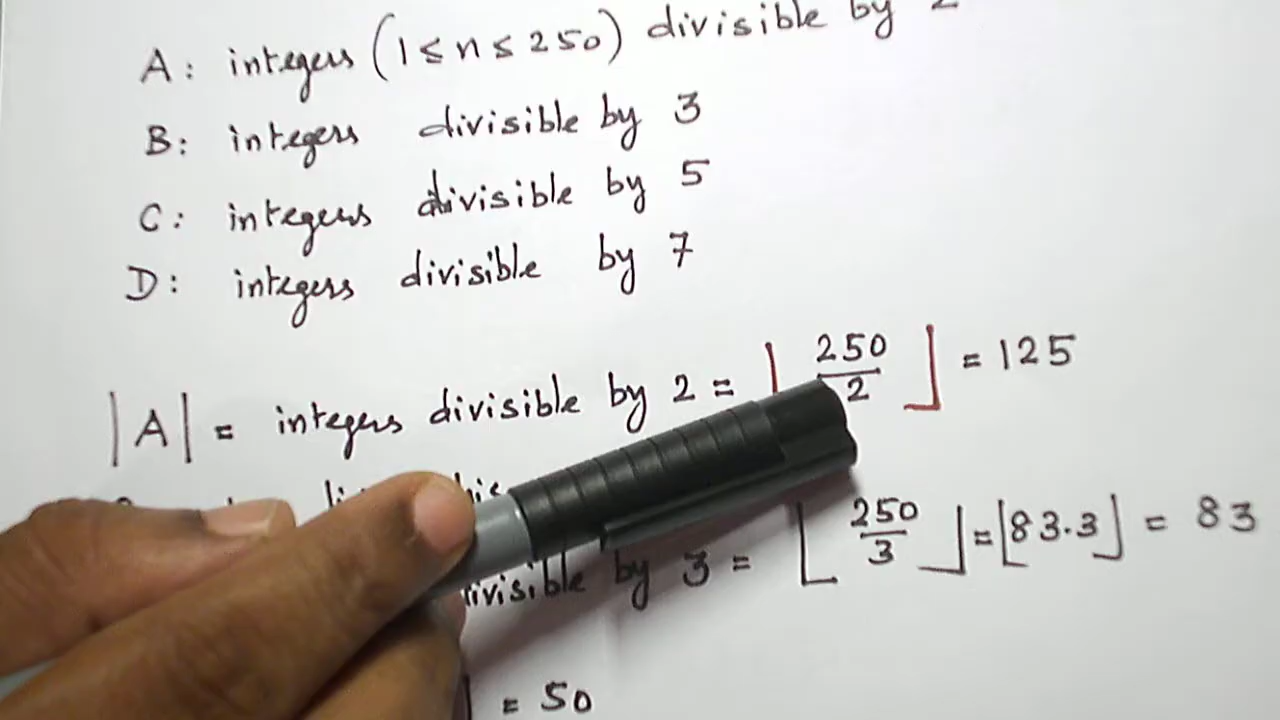 A: integers (1 ≤ n ≤ 250) divisible by 2
B: integers divisible by 3
C: integers divisible by 5
D: integers divisible by 7
|A| = integers divisible by 2 = ⌊250/2⌋ = 125
divisible by 3 = ⌊250/3⌋ = ⌊83.3⌋ = 83
= 50